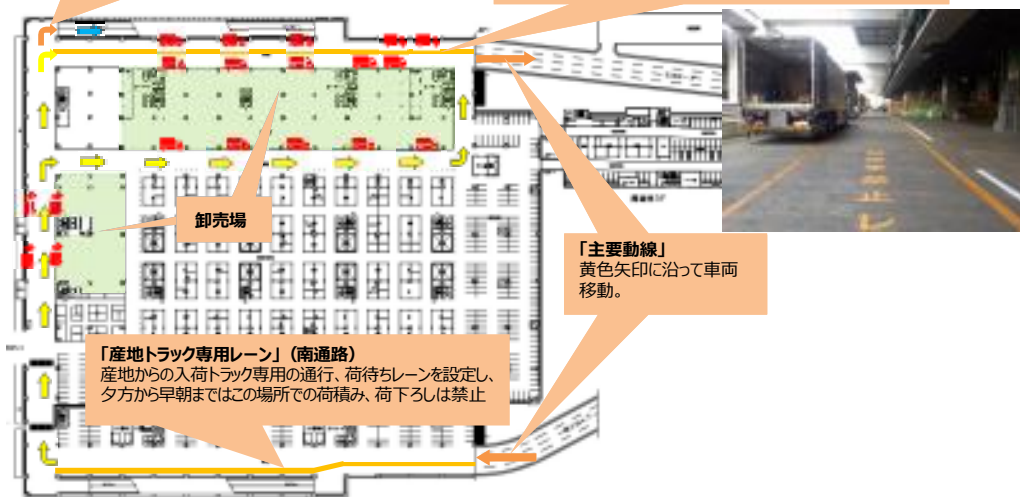 卸売場
「主要動線」
黄色矢印に沿って車両
移動。
「産地トラック専用レーン」（南通路）
産地からの入荷トラック専用の通行、荷待ちレーンを設定し、
夕方から早朝まではこの場所での荷積み、荷下ろしは禁止